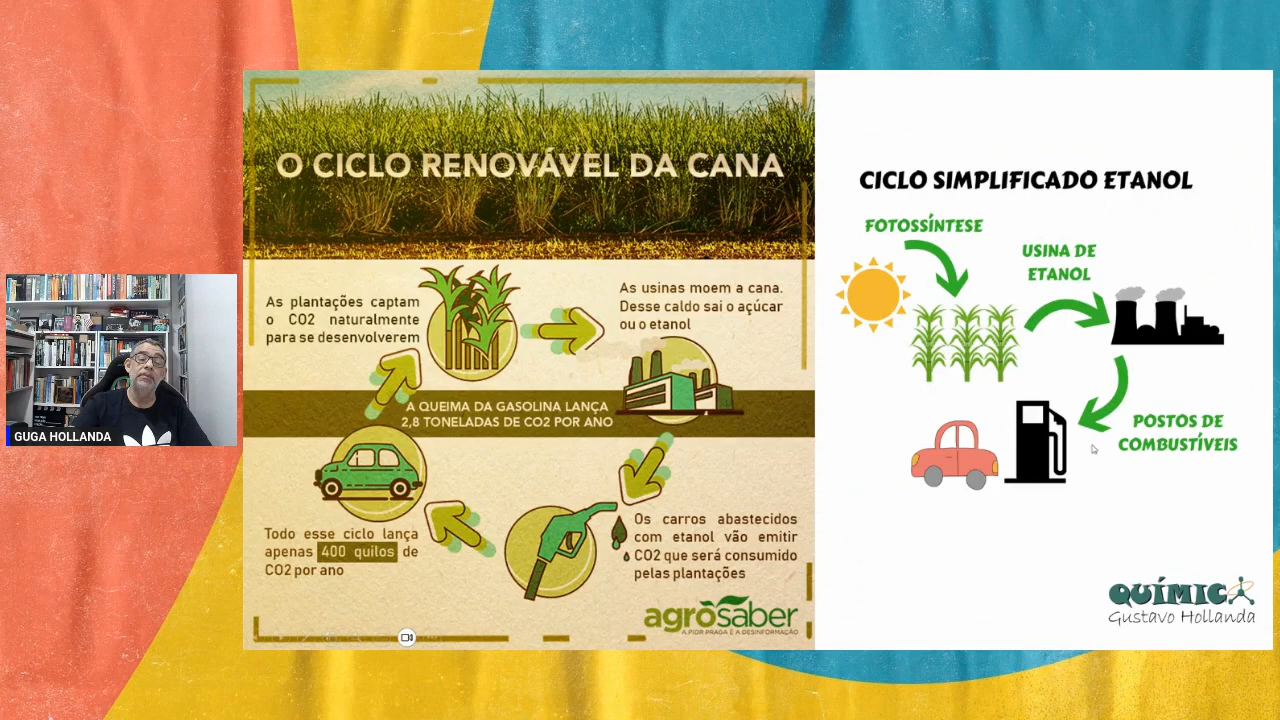 GUGA HOLLANDA
O CICLO RENOVÁVEL DA CANA
As plantações captam
o CO2 naturalmente
para se desenvolverem
As usinas moem a cana.
Desse caldo sai o açúcar
ou o etanol
A QUEIMA DA GASOLINA LANÇA
2,8 TONELADAS DE CO2 POR ANO
Todo esse ciclo lança
apenas 400 quilos de
CO2 por ano
Os carros abastecidos
com etanol vão emitir
CO2 que será consumido
pelas plantações
agrosaber
A PIOR PRAGA É A DESINFORMAÇÃO
CICLO SIMPLIFICADO ETANOL
FOTOSSÍNTESE
USINA DE
ETANOL
POSTOS DE
COMBUSTÍVEIS
QUÍMICA
Gustavo Hollanda